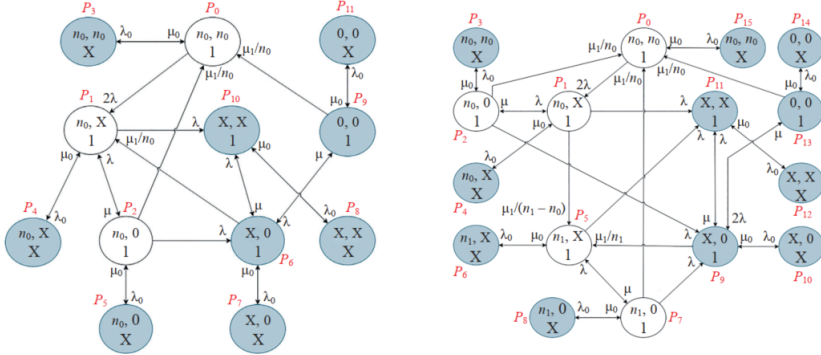 P₃
n₀, n₀
X
λ₀
μ₀
P₀
n₀, n₀
1
P₁₁
0, 0
X
λ₀
μ₁/n₀
μ₁/n₀
2λ
P₁
n₀, X
1
λ
μ₁/n₀
P₁₀
X, X
1
μ
P₉
0, 0
1
μ₀
μ
μ₀
λ
λ
μ₀
P₄
n₀, X
X
λ₀
μ
P₂
n₀, 0
1
μ₀
λ
μ
λ
X, 0
1
P₆
μ₀
λ₀
P₈
X, X
X
P₅
λ₀
n₀, 0
X
P₇
λ₀
X, 0
X
P₃
n₀, n₀
X
μ₀
λ₀
P₀
n₀, n₀
1
μ₀
λ₀
P₁₅
n₀, n₀
X
P₁₄
0, 0
X
μ₁/n₀
μ₁/n₀
μ₁/n₀
2λ
λ₀
μ₀
n₀, 0
1
P₂
μ
λ
P₁
n₀, X
1
μ₀
λ
P₁₁
X, X
1
μ₀
λ
λ
μ
0, 0
1
P₁₃
λ₀
n₀, X
X
P₄
λ₀
X, X
X
P₁₂
μ₁/(n₁ – n₀)
μ
2λ
n₁, X
X
P₆
λ₀
μ₀
P₅
n₁, X
1
μ₁/n₁
λ
λ
X, 0
1
P₉
μ₀
λ₀
X, 0
X
P₁₀
λ
μ
P₈
n₁, 0
X
λ₀
μ₀
n₁, 0
1
P₇